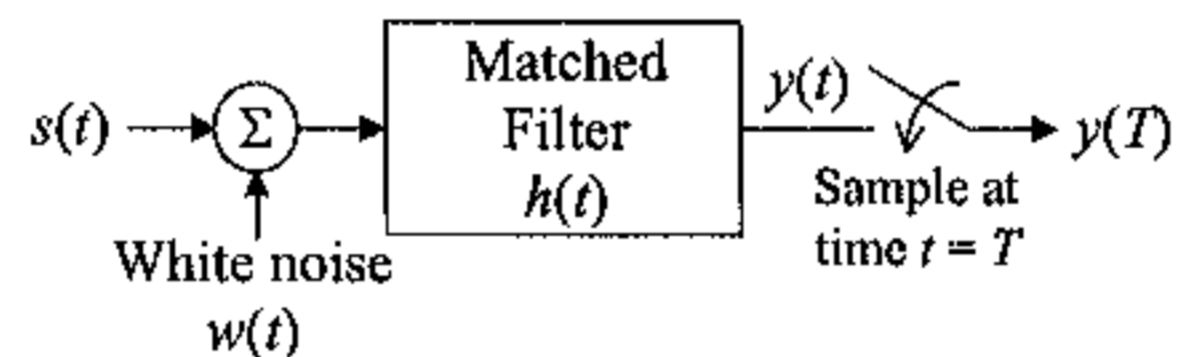 s(t)
Σ
White noise
w(t)
Matched
Filter
h(t)
y(t)
Sample at
time t = T
y(T)